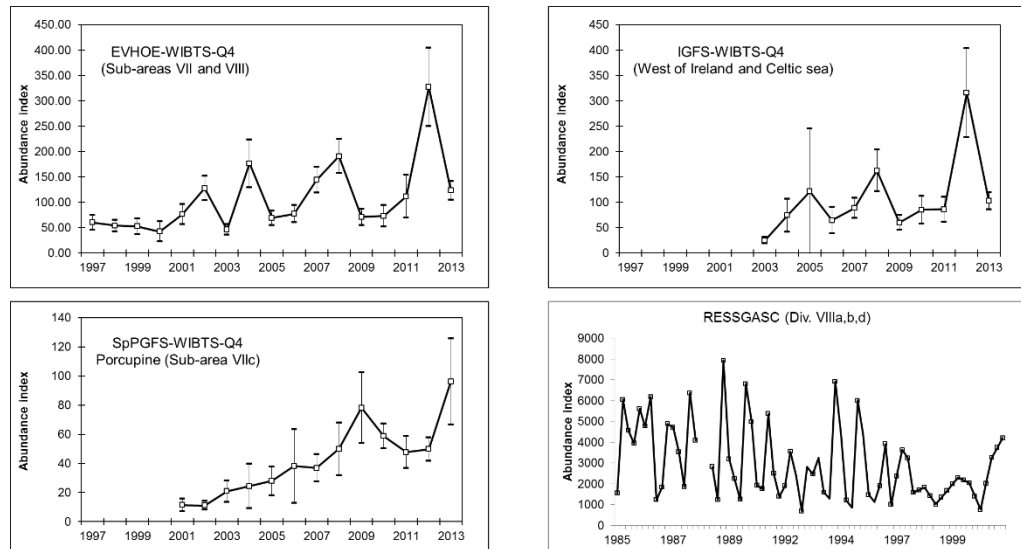 EVHOE-WIBTS-Q4
(Sub-areas VII and VIII)
Abundance index
450.00
400.00
350.00
300.00
250.00
200.00
150.00
100.00
50.00
0.00
1997 1999 2001 2003 2005 2007 2009 2011 2013
IGFS-WIBTS-Q4
(West of Ireland and Celtic sea)
Abundance index
450
400
350
300
250
200
150
100
50
0
1997 1999 2001 2003 2005 2007 2009 2011 2013
SpPGFS-WIBTS-Q4
Porcupine (Sub-area VIIc)
Abundance index
140
120
100
80
60
40
20
0
1997 1999 2001 2003 2005 2007 2009 2011 2013
RESSGASC (Div. VIIIa,b,d)
Abundance index
9000
8000
7000
6000
5000
4000
3000
2000
1000
0
1985 1987 1989 1992 1994 1995 1997 1999